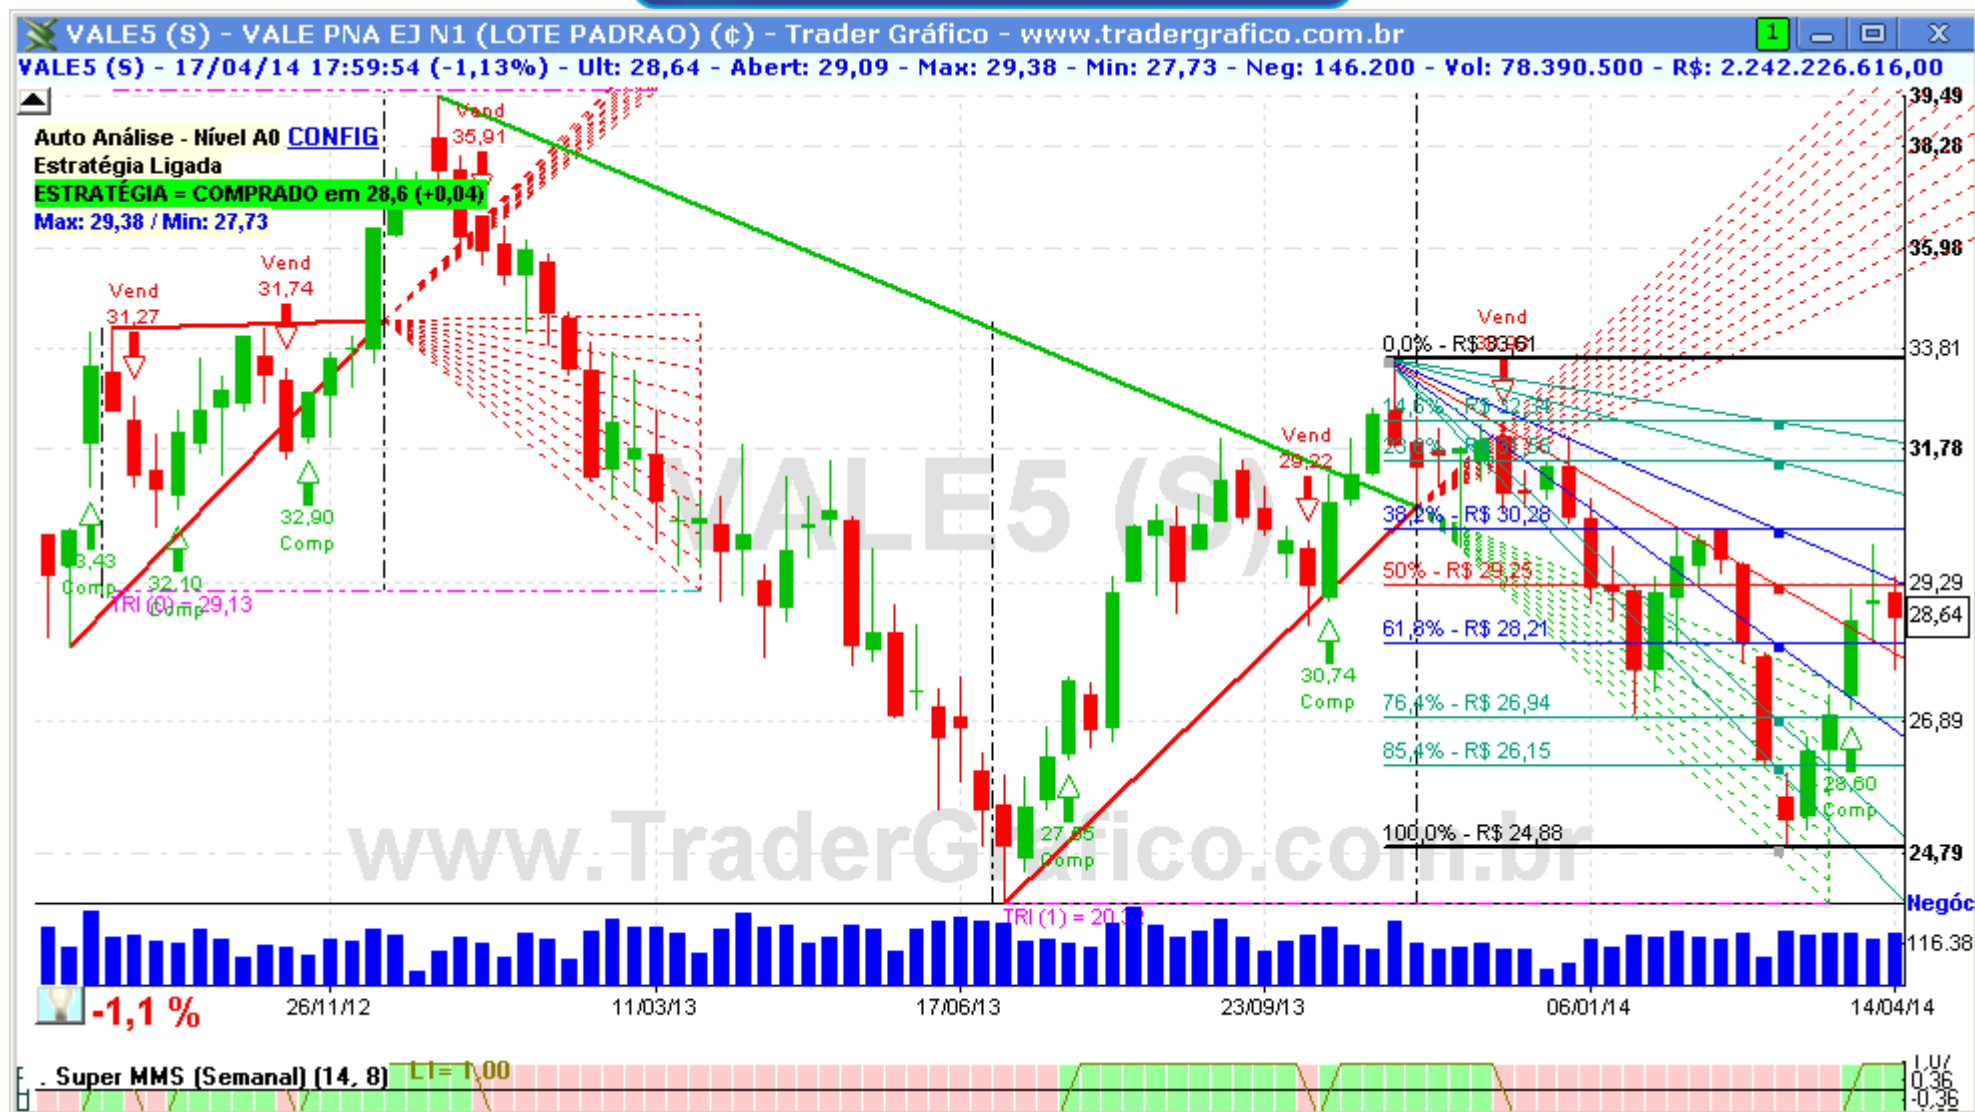 VALE5 (S) - VALE PNA EJ N1 (LOTE PADRAO) (¢) - Trader Gráfico - www.tradergrafico.com.br
1
VALE5 (S) - 17/04/14 17:59:54 (-1,13%) - Ult: 28,64 - Abert: 29,09 - Max: 29,38 - Min: 27,73 - Neg: 146.200 - Vol: 78.390.500 - R$: 2.242.226.616,00
Auto Análise - Nível A0 CONFIG
Estratégia Ligada
ESTRATÉGIA = COMPRADO em 28,6 (+0,04)
Max: 29,38 / Min: 27,73
Vend
35,91
Vend
31,74
Vend
31,27
Vend
29,22
Vend
39,49
38,28
35,98
33,81
31,78
29,29
28,64
26,89
24,79
0,0% - R$ 33,61
38,2% - R$ 30,28
50% - R$ 29,25
61,8% - R$ 28,21
76,4% - R$ 26,94
85,4% - R$ 26,15
100,0% - R$ 24,88
VALE5 (S)
32,90
Comp
Comp
32,10
Comp
TRI (0) = 29,13
30,74
Comp
28,60
Comp
Comp
www.TraderGrafico.com.br
TRI (1) =
Negóc
116.38
-1,1 %
26/11/12
11/03/13
17/06/13
23/09/13
06/01/14
14/04/14
. Super MMS (Semanal) (14, 8)
L1= 1,00
1,07
0,36
-0,36